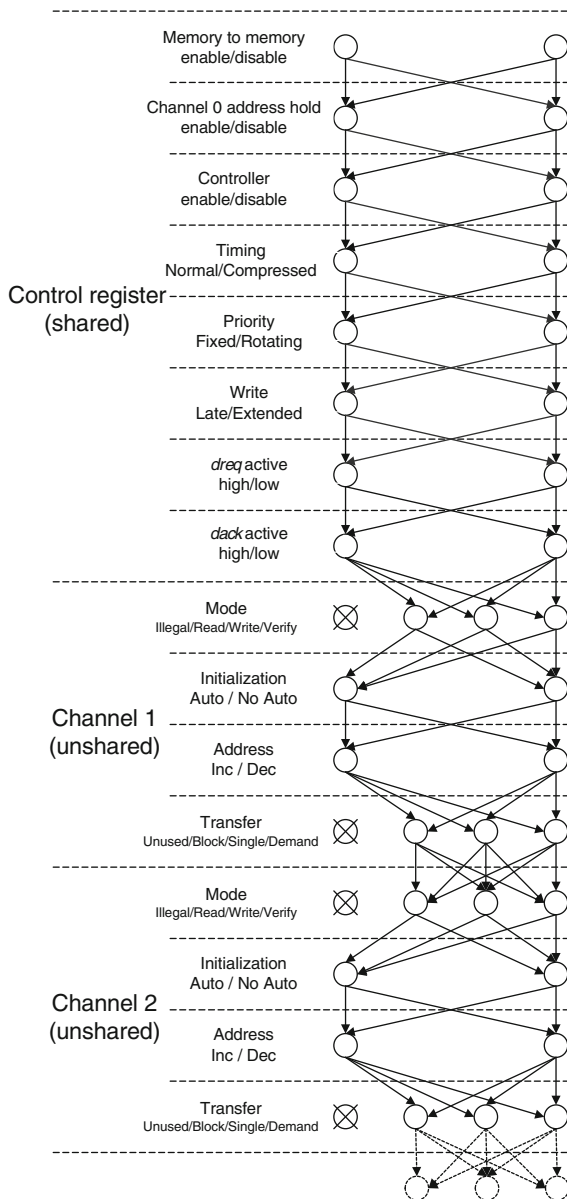 Memory to memory
enable/disable
Channel 0 address hold
enable/disable
Controller
enable/disable
Timing
Normal/Compressed
Control register
(shared)
Priority
Fixed/Rotating
Write
Late/Extended
dreq active
high/low
dack active
high/low
Mode
Illegal/Read/Write/Verify
Initialization
Auto / No Auto
Channel 1
(unshared)
Address
Inc / Dec
Transfer
Unused/Block/Single/Demand
Mode
Illegal/Read/Write/Verify
Initialization
Auto / No Auto
Channel 2
(unshared)
Address
Inc / Dec
Transfer
Unused/Block/Single/Demand